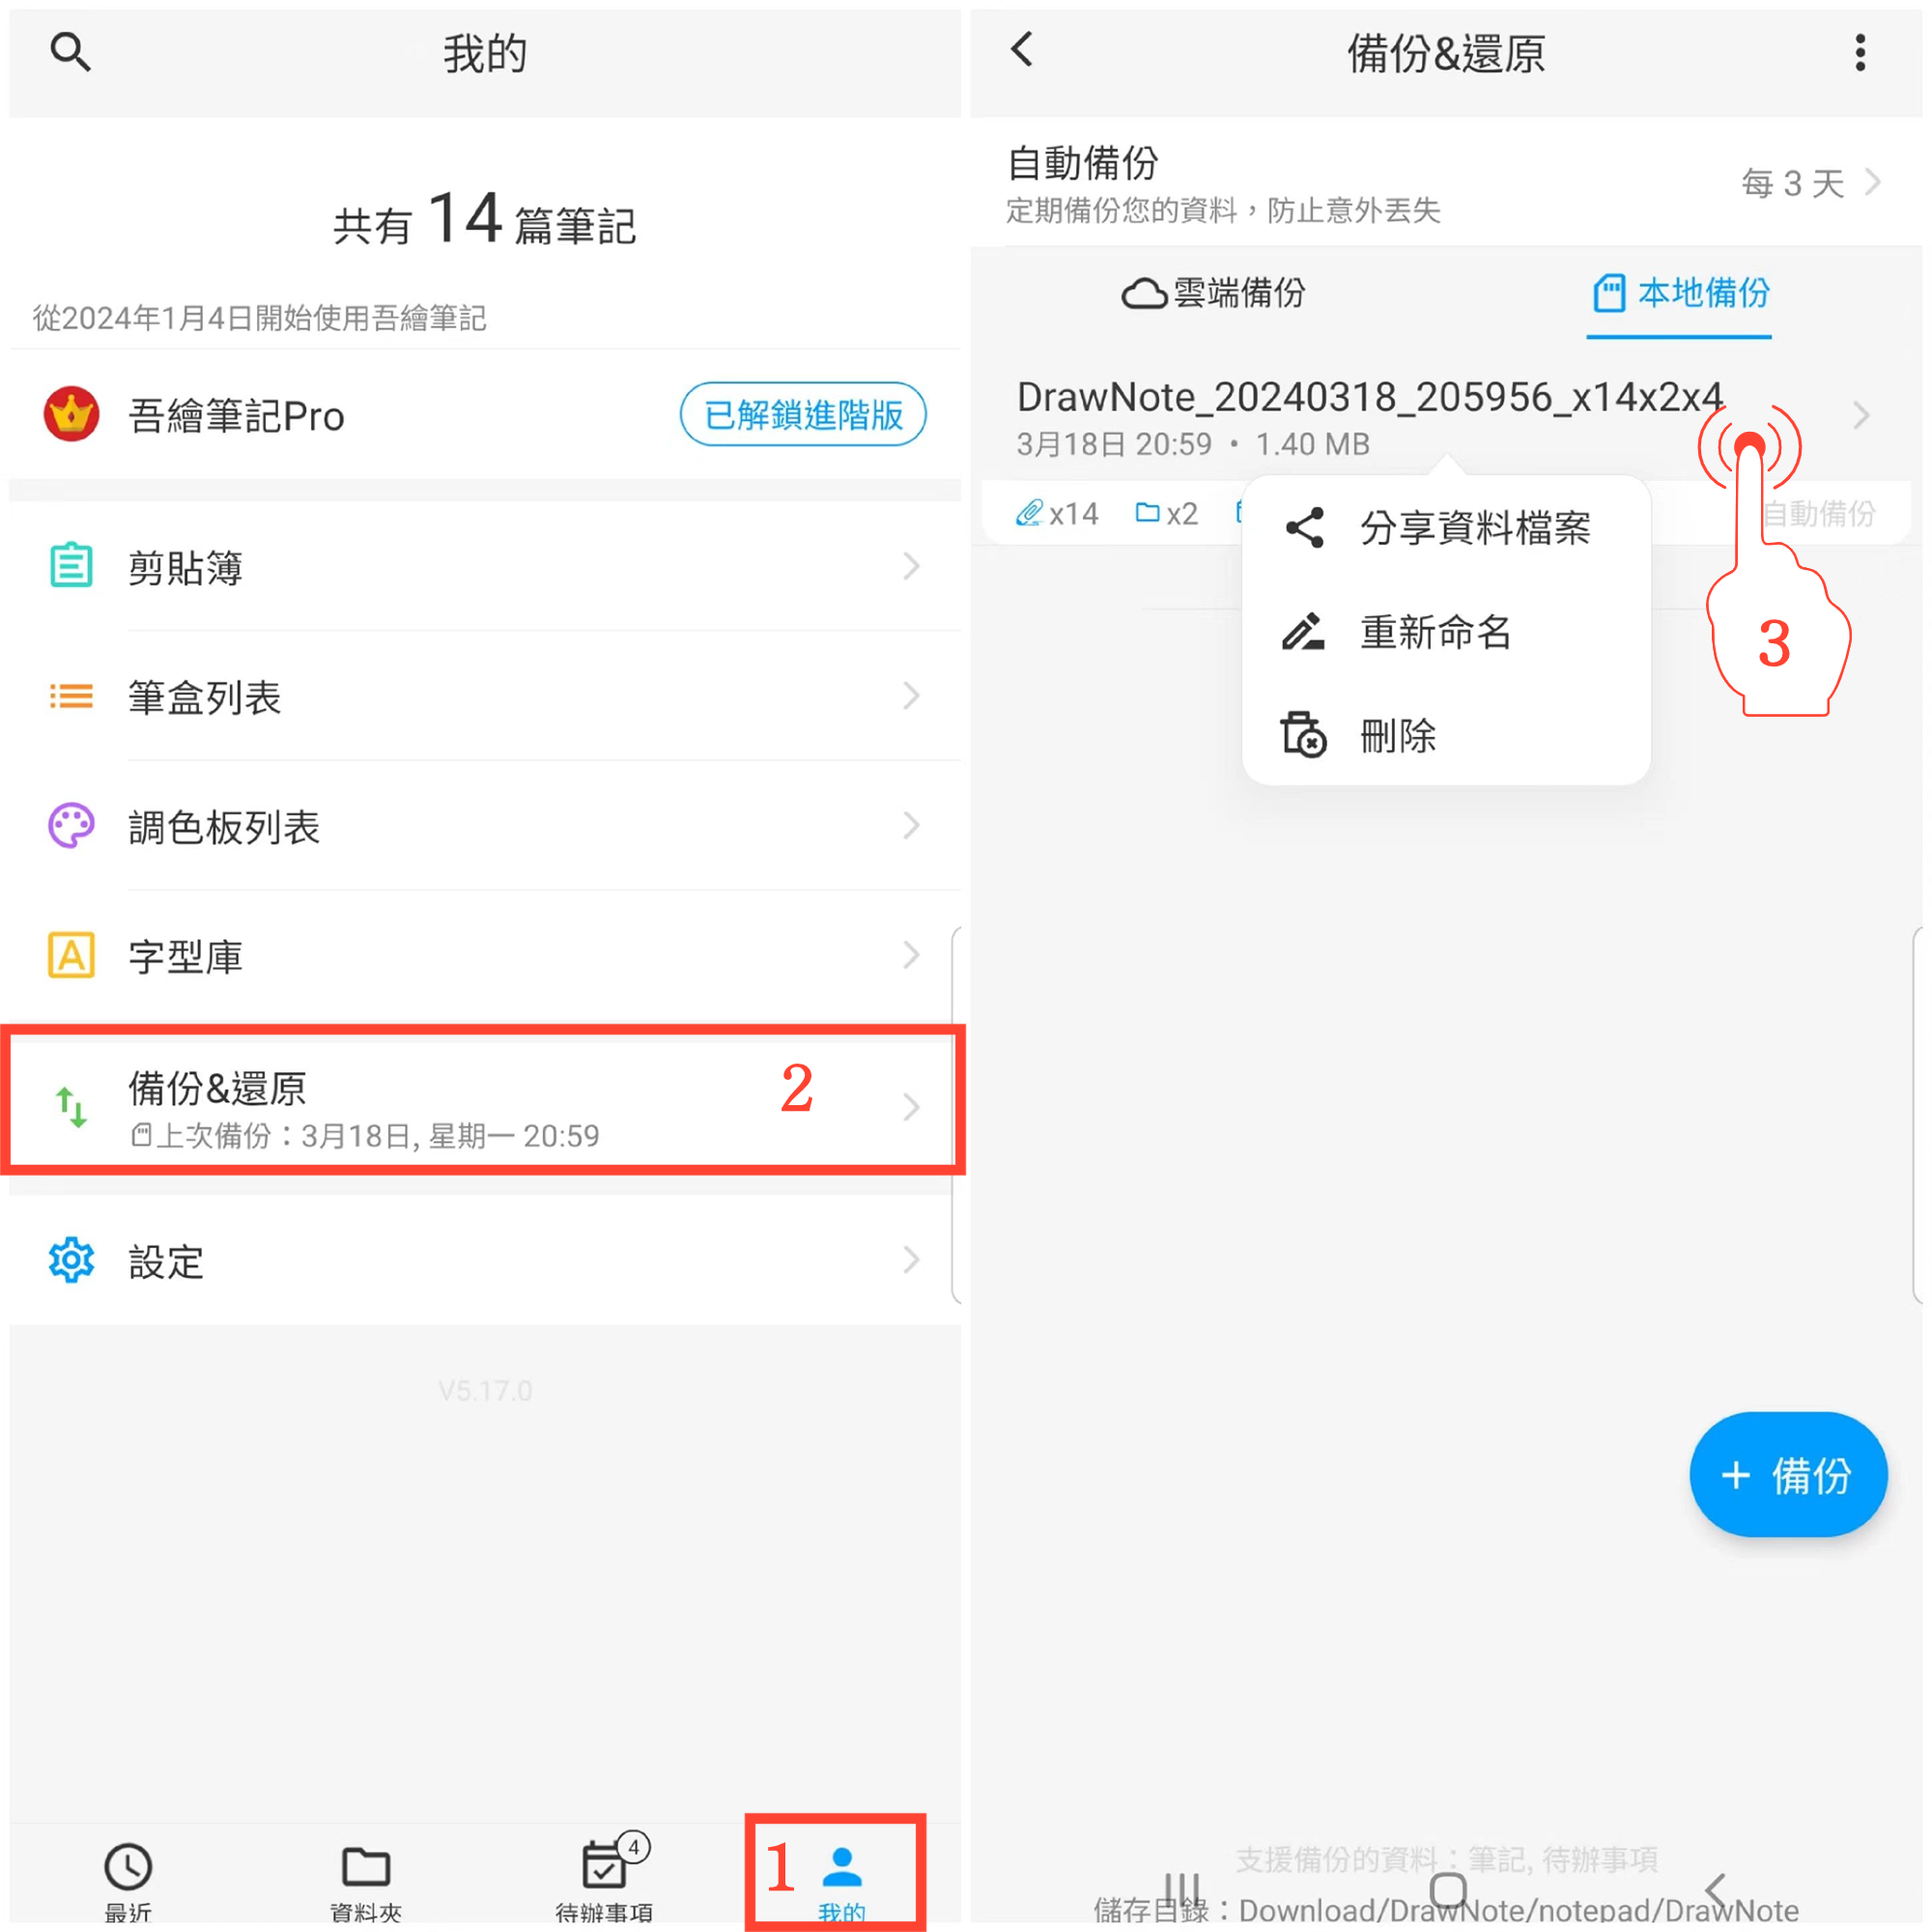 我的
共有 14 篇筆記
從2024年1月4日開始使用吾繪筆記
吾繪筆記Pro
已解鎖進階版
剪貼簿
筆盒列表
調色板列表
字型庫
備份&還原
上次備份：3月18日, 星期一 20:59
2
設定
V5.17.0
最近
資料夾
待辦事項
4
1
我的
備份&還原
自動備份
定期備份您的資料，防止意外丟失
每 3 天
雲端備份
本地備份
DrawNote_20240318_205956_x14x2x4
3月18日 20:59 • 1.40 MB
x14
x2
自動備份
分享資料檔案
重新命名
刪除
3
+ 備份
支援備份的資料：筆記, 待辦事項
儲存目錄：Download/DrawNote/notepad/DrawNote